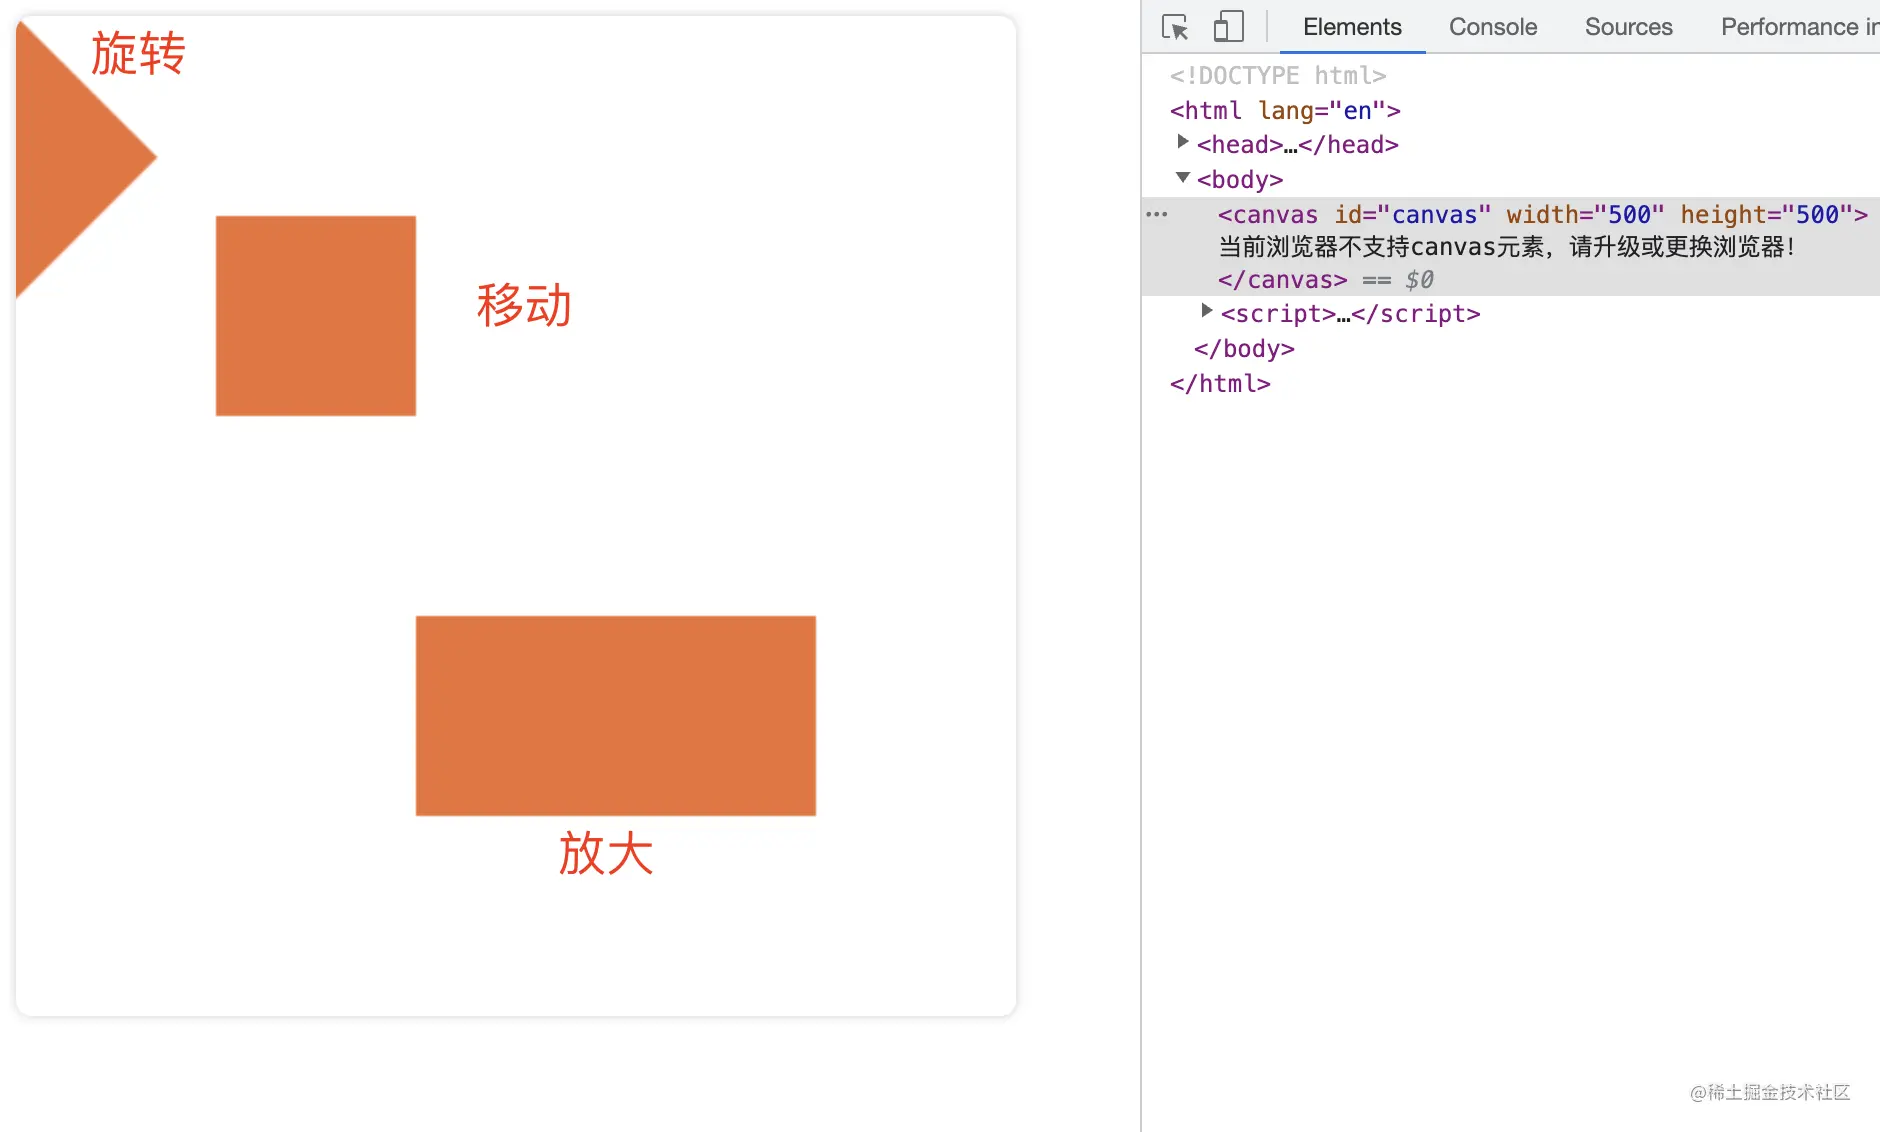 旋转
移动
放大
Elements Console Sources Performance in
<!DOCTYPE html>
<html lang="en">
<head>…</head>
<body>
<canvas id="canvas" width="500" height="500">
当前浏览器不支持canvas元素，请升级或更换浏览器！
</canvas> == $0
<script>…</script>
</body>
</html>
@稀土掘金技术社区